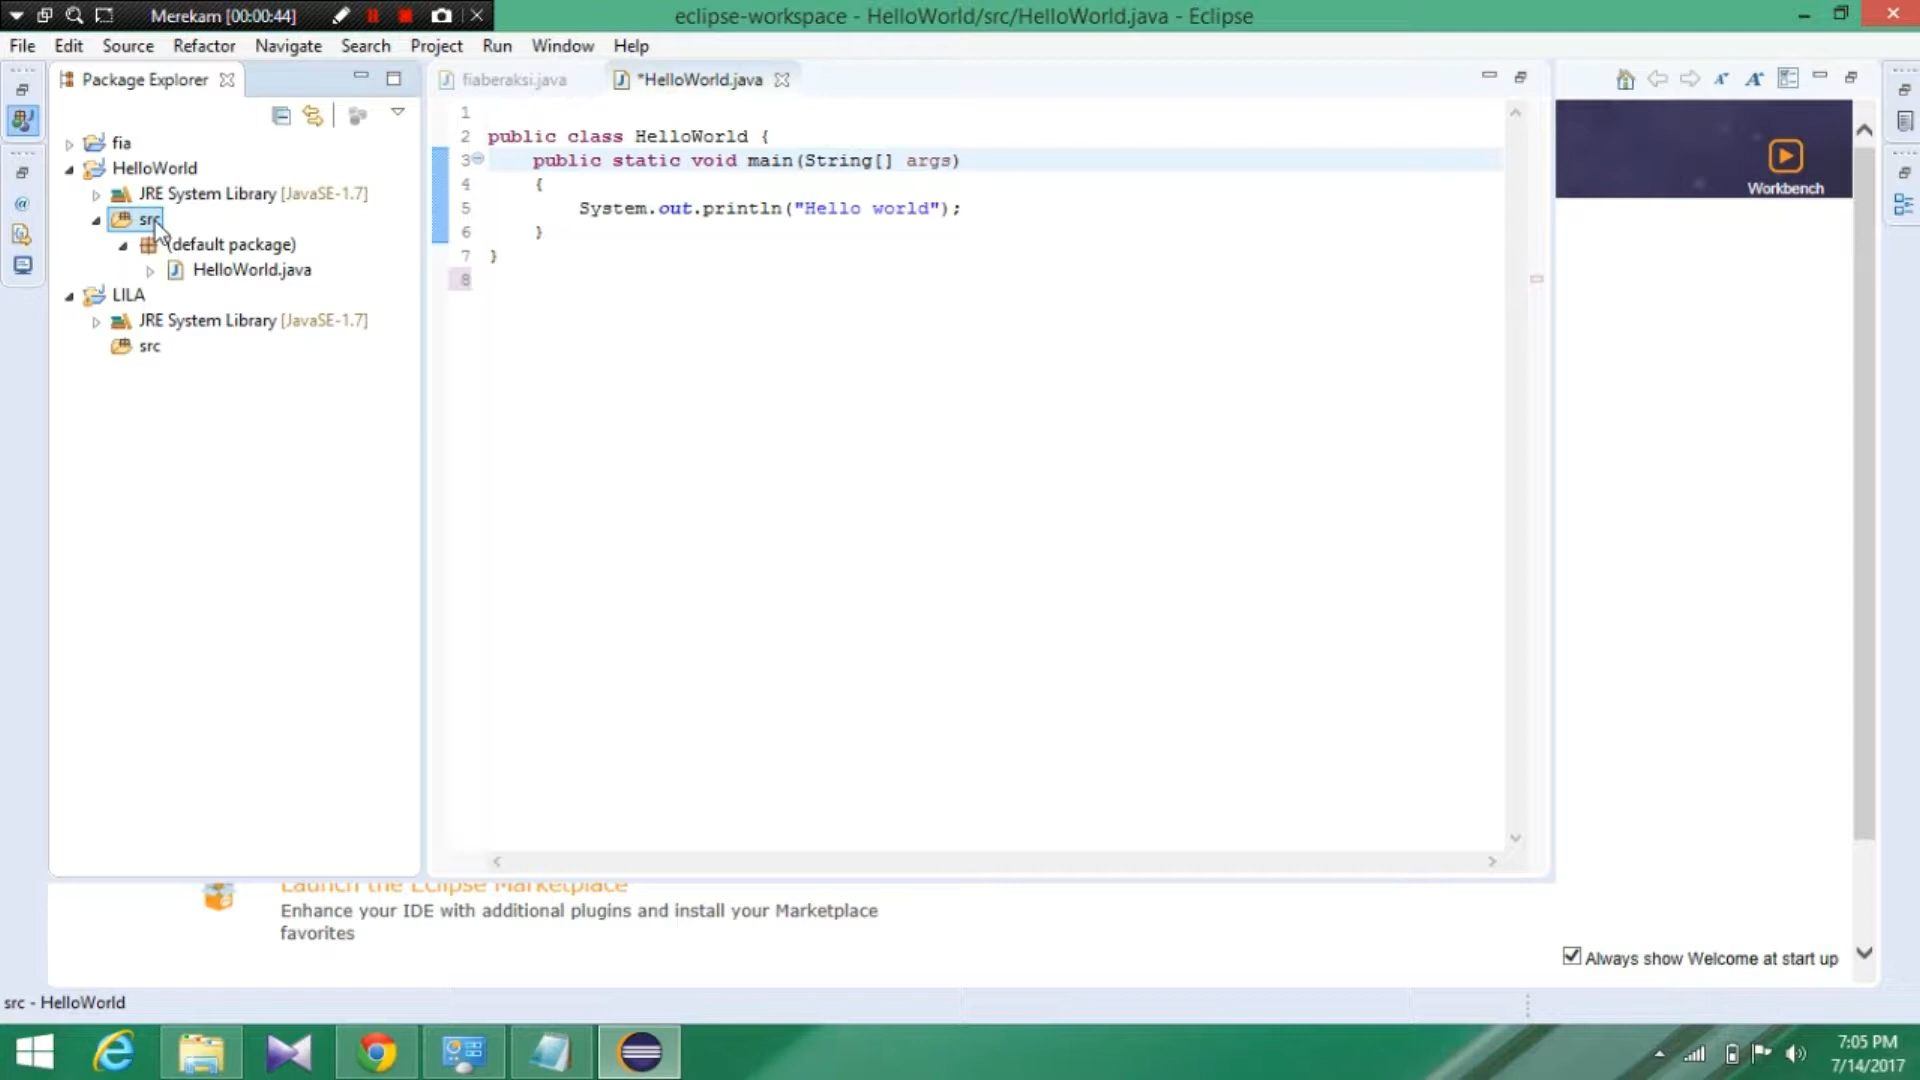 Merekam [00:00:44]
eclipse-workspace - HelloWorld/src/HelloWorld.java - Eclipse
File Edit Source Refactor Navigate Search Project Run Window Help
Package Explorer
fiaberaksi.java
*HelloWorld.java
fia
HelloWorld
JRE System Library [JavaSE-1.7]
src
(default package)
HelloWorld.java
LILA
JRE System Library [JavaSE-1.7]
src
1
2 public class HelloWorld {
3 public static void main(String[] args)
4 {
5 System.out.println("Hello world");
6 }
7 }
8
Workbench
Launch the Eclipse Marketplace
Enhance your IDE with additional plugins and install your Marketplace
favorites
Always show Welcome at start up
src - HelloWorld
7:05 PM
7/14/2017